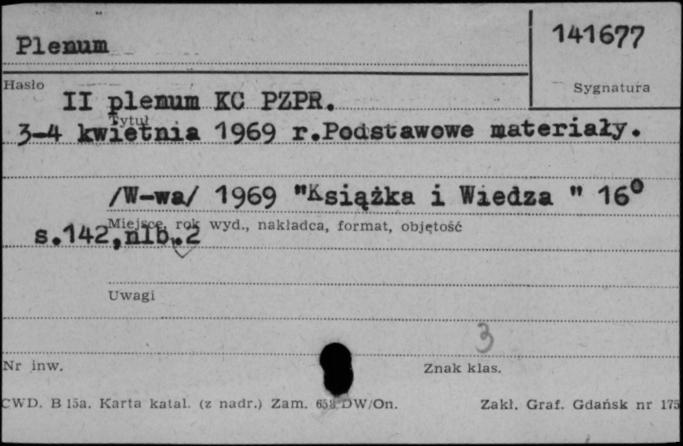 Plenum
141677
Hasło
Sygnatura
II plenum KC PZPR.
Tytuł
3-4 kwietnia 1969 r.Podstawowe materiały.
/W-wa/ 1969 "Książka i Wiedza " 16⁰
Miejsce, rok wyd., nakładca, format, objętość
s.142,nlb.2
Uwagi
3
Nr inw.
Znak klas.
CWD. B 15a. Karta katal. (z nadr.) Zam. 658 DW/On.
Zakł. Graf. Gdańsk nr 175